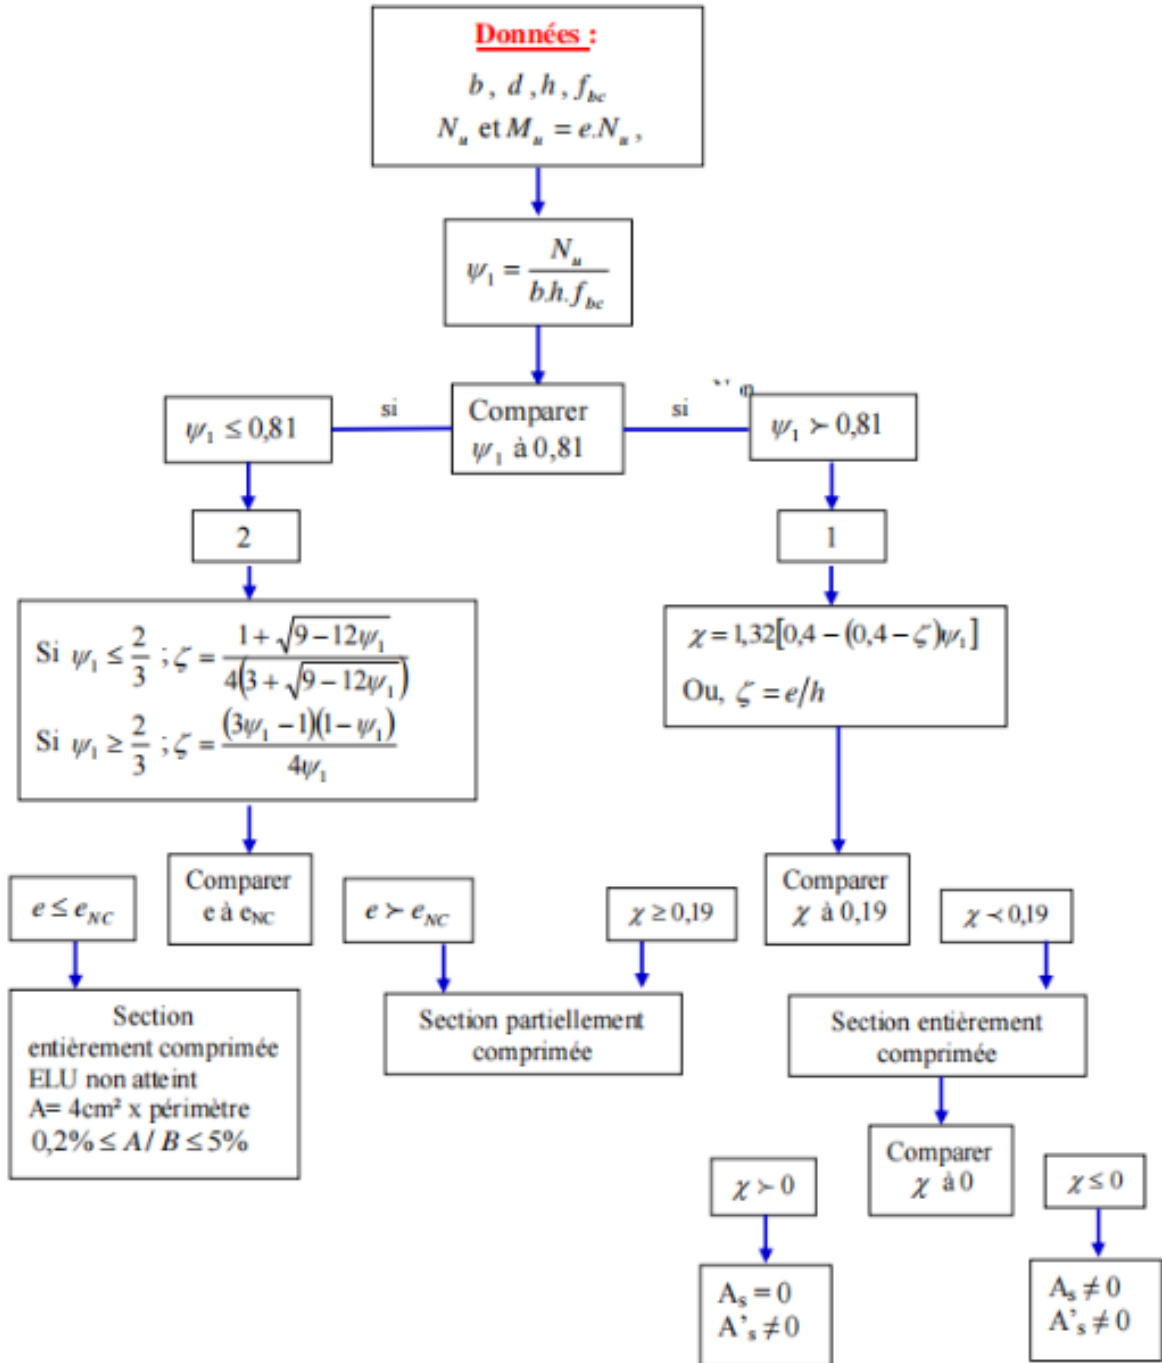 Données :
b , d , h , f_bc
N_u et M_u = e.N_u ,
ψ_1 = N_u / b.h.f_bc
Comparer
ψ_1 à 0,81
si
si
ψ_1 ≤ 0,81
ψ_1 ≻ 0,81
2
1
Si ψ_1 ≤ 2/3 ; ζ = (1 + √(9 − 12ψ_1)) / 4(3 + √(9 − 12ψ_1))
Si ψ_1 ≥ 2/3 ; ζ = (3ψ_1 − 1)(1 − ψ_1) / 4ψ_1
χ = 1,32[0,4 − (0,4 − ζ)ψ_1]
Ou, ζ = e/h
e ≤ e_NC
Comparer
e à e_NC
e ≻ e_NC
χ ≥ 0,19
Comparer
χ à 0,19
χ ≺ 0,19
Section
entièrement comprimée
ELU non atteint
A= 4cm² x périmètre
0,2% ≤ A / B ≤ 5%
Section partiellement
comprimée
Section entièrement
comprimée
χ ≻ 0
Comparer
χ à 0
χ ≤ 0
A_s = 0
A’_s ≠ 0
A_s ≠ 0
A’_s ≠ 0